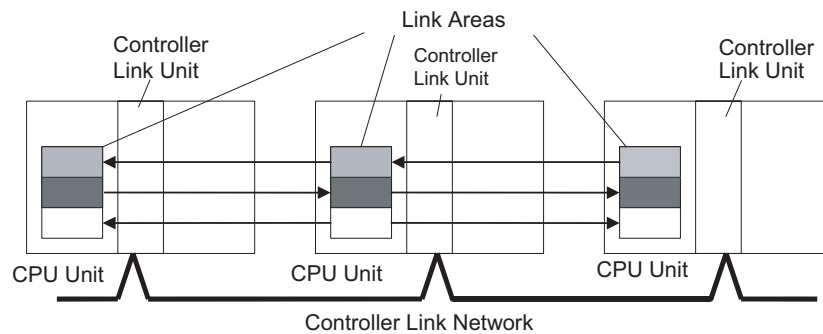 Link Areas
Controller
Link Unit
Controller
Link Unit
Controller
Link Unit
CPU Unit
CPU Unit
CPU Unit
Controller Link Network